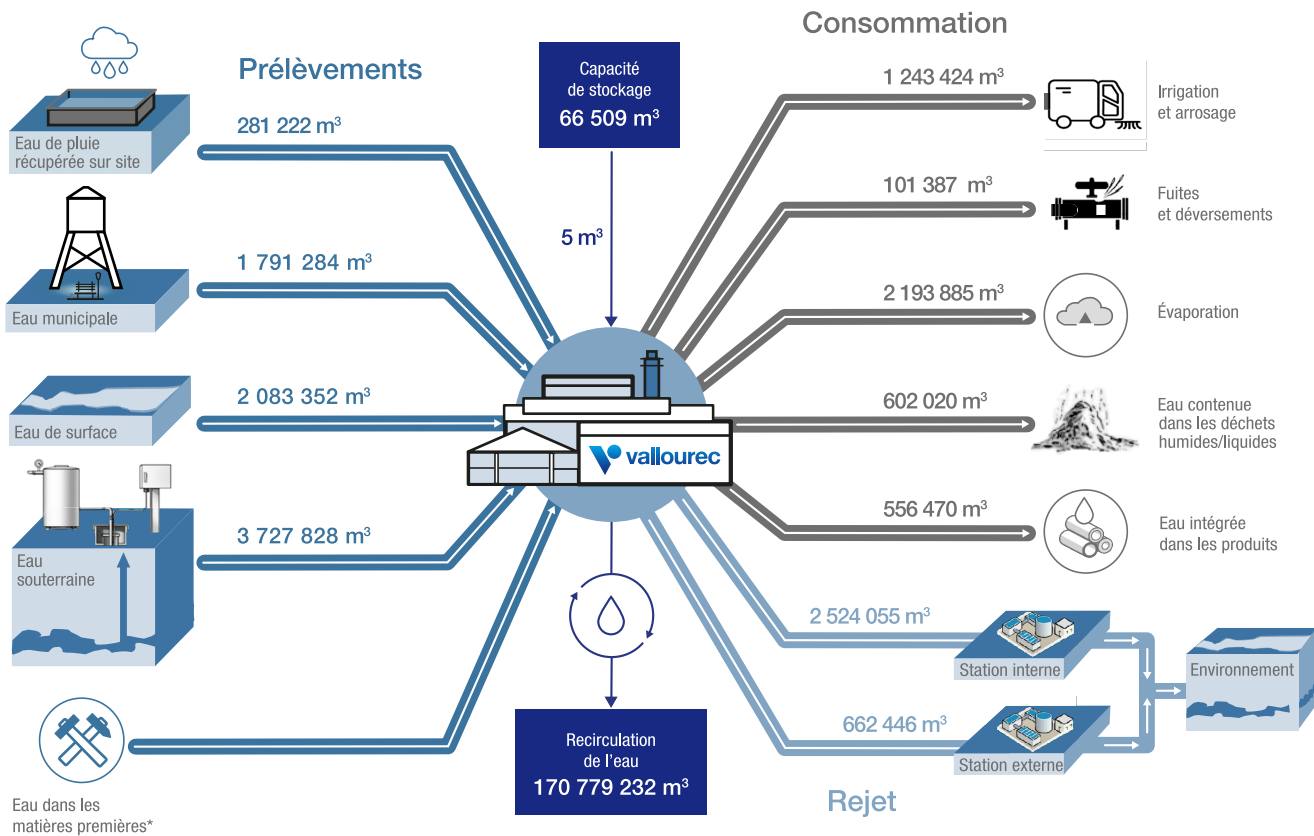 Prélèvements
281 222 m³
Eau de pluie
récupérée sur site
1 791 284 m³
Eau municipale
2 083 352 m³
Eau de surface
3 727 828 m³
Eau
souterraine
Eau dans les
matières premières*
Capacité
de stockage
66 509 m³
5 m³
vallourec
Recirculation
de l'eau
170 779 232 m³
Consommation
1 243 424 m³
Irrigation
et arrosage
101 387 m³
Fuites
et déversements
2 193 885 m³
Évaporation
602 020 m³
Eau contenue
dans les déchets
humides/liquides
556 470 m³
Eau intégrée
dans les produits
2 524 055 m³
Station interne
Environnement
662 446 m³
Station externe
Rejet